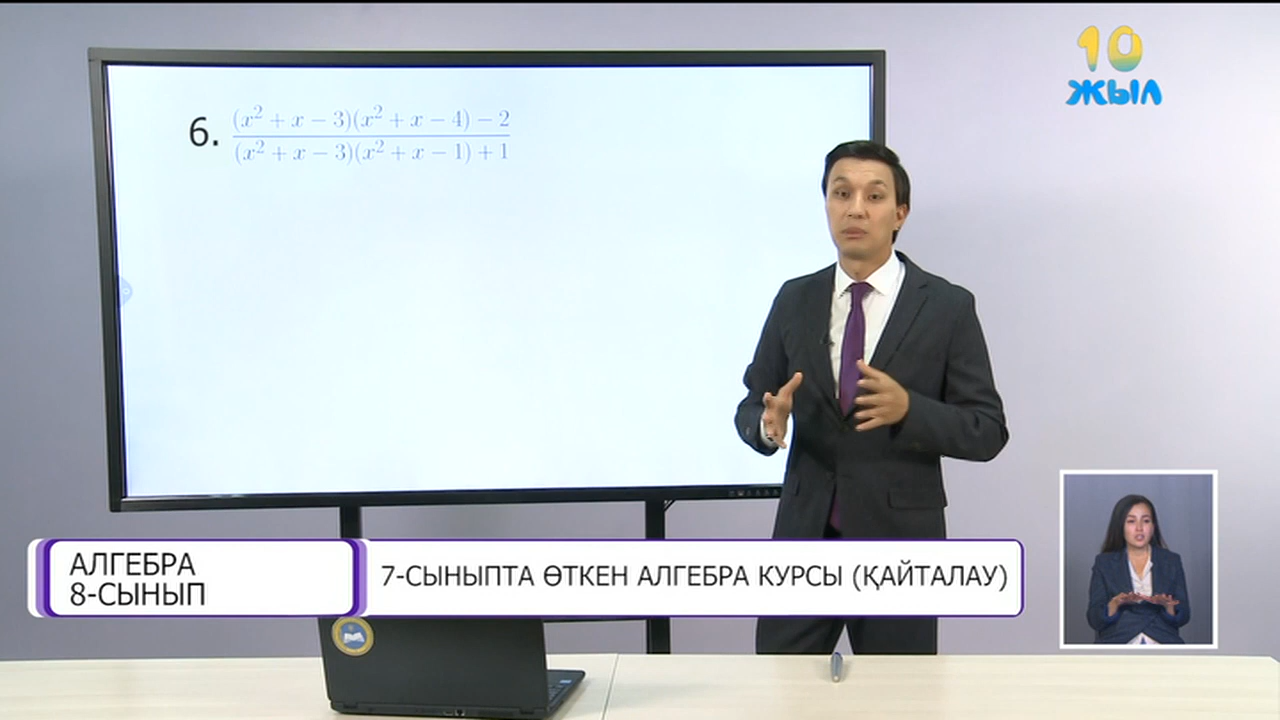 10
ЖЫЛ
6. \frac{(x^2 + x - 3)(x^2 + x - 4) - 2}{(x^2 + x - 3)(x^2 + x - 1) + 1}
АЛГЕБРА
8-СЫНЫП
7-СЫНЫПТА ӨТКЕН АЛГЕБРА КУРСЫ (ҚАЙТАЛАУ)